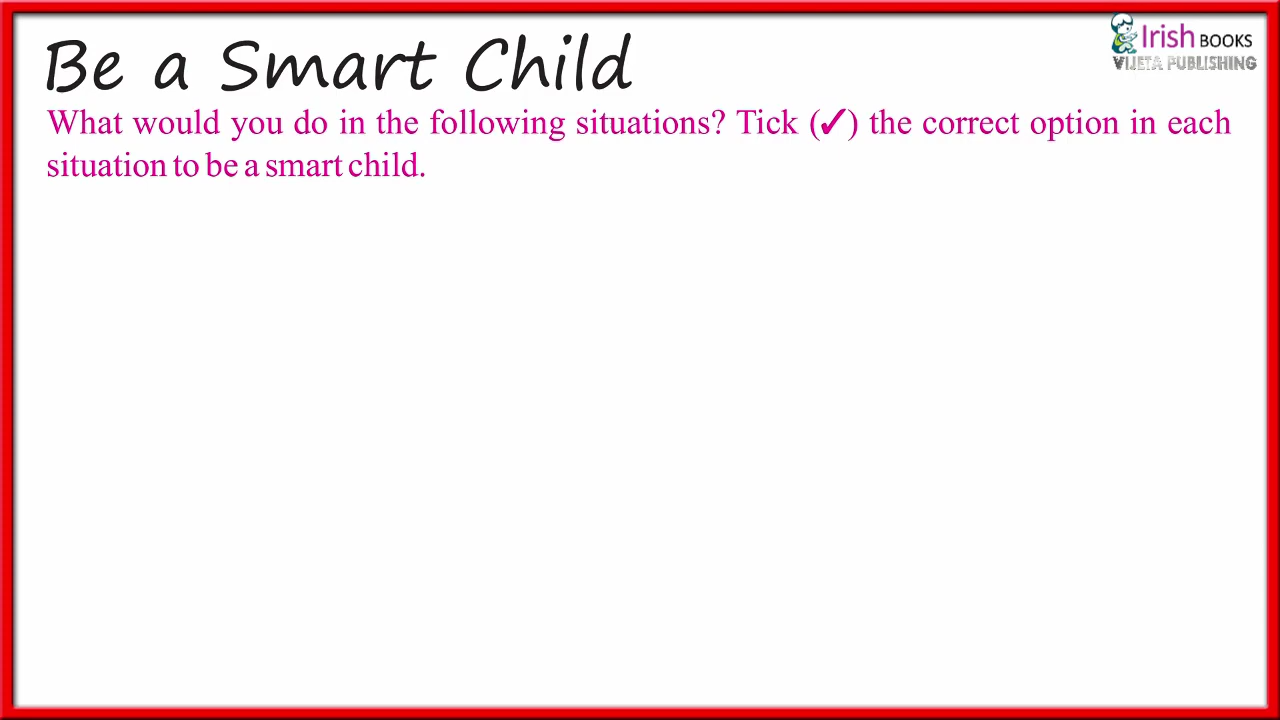 Be a Smart Child
Irish BOOKS
VIJETA PUBLISHING
What would you do in the following situations? Tick (✓) the correct option in each
situation to be a smart child.